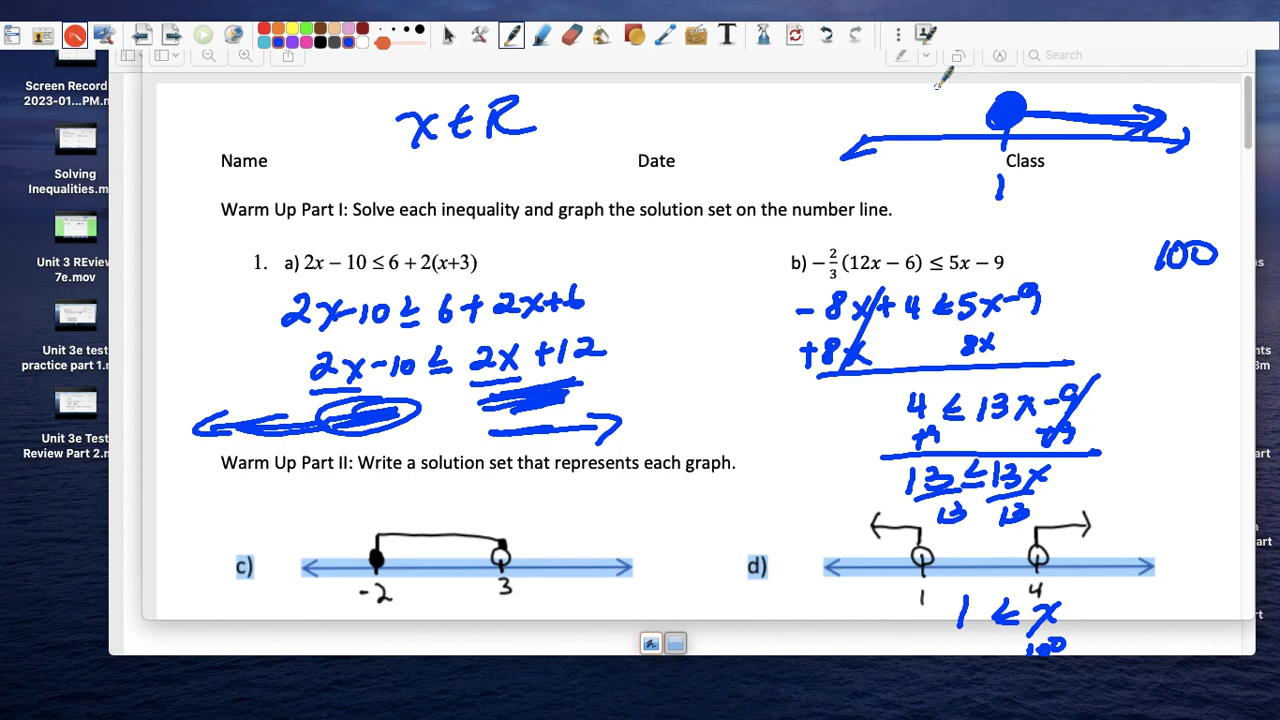 Search
Screen Record
2023-01...PM.m
Solving
Inequalities.m
Unit 3 REview
7e.mov
Unit 3e test
practice part 1.m
Unit 3e Test
Review Part 2.m
x ∈ R
Name Date Class
1
Warm Up Part I: Solve each inequality and graph the solution set on the number line.
1. a) 2x − 10 ≤ 6 + 2(x+3)
2x-10 ≤ 6 + 2x+6
2x-10 ≤ 2x +12
b) −2/3 (12x − 6) ≤ 5x − 9
100
- 8x + 4 ≤ 5x-9
+8x 8x
4 ≤ 13x-9
+9 +9
13 ≤ 13x
13 13
Warm Up Part II: Write a solution set that represents each graph.
c)
-2 3
d)
1 4
1 ≤ x
100